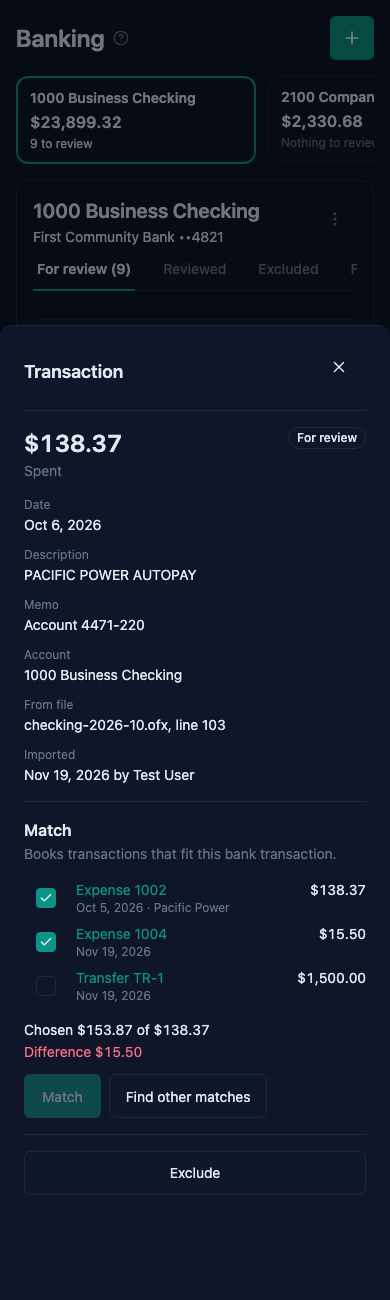 Banking
1000 Business Checking
$23,899.32
9 to review
2100 Compan
$2,330.68
Nothing to review
1000 Business Checking
First Community Bank ••4821
For review (9)
Reviewed
Excluded
F
Transaction
$138.37
For review
Spent
Date
Oct 6, 2026
Description
PACIFIC POWER AUTOPAY
Memo
Account 4471-220
Account
1000 Business Checking
From file
checking-2026-10.ofx, line 103
Imported
Nov 19, 2026 by Test User
Match
Books transactions that fit this bank transaction.
Expense 1002
$138.37
Oct 5, 2026 · Pacific Power
Expense 1004
$15.50
Nov 19, 2026
Transfer TR-1
$1,500.00
Nov 19, 2026
Chosen $153.87 of $138.37
Difference $15.50
Match
Find other matches
Exclude